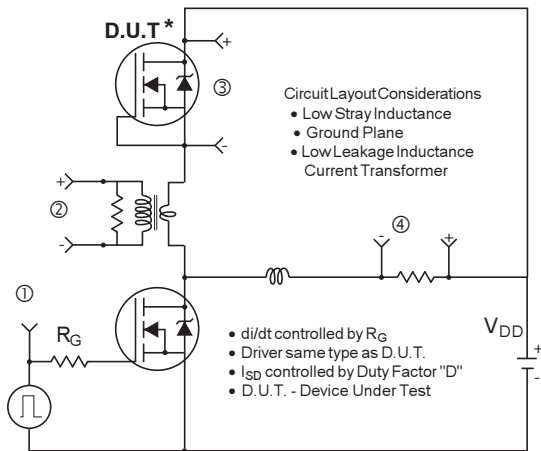 D.U.T *
+
③
-
Circuit Layout Considerations
• Low Stray Inductance
• Ground Plane
• Low Leakage Inductance
Current Transformer
+
②
-
④
-
+
①
RG
VDD
+
-
• di/dt controlled by RG
• Driver same type as D.U.T.
• ISD controlled by Duty Factor "D"
• D.U.T. - Device Under Test